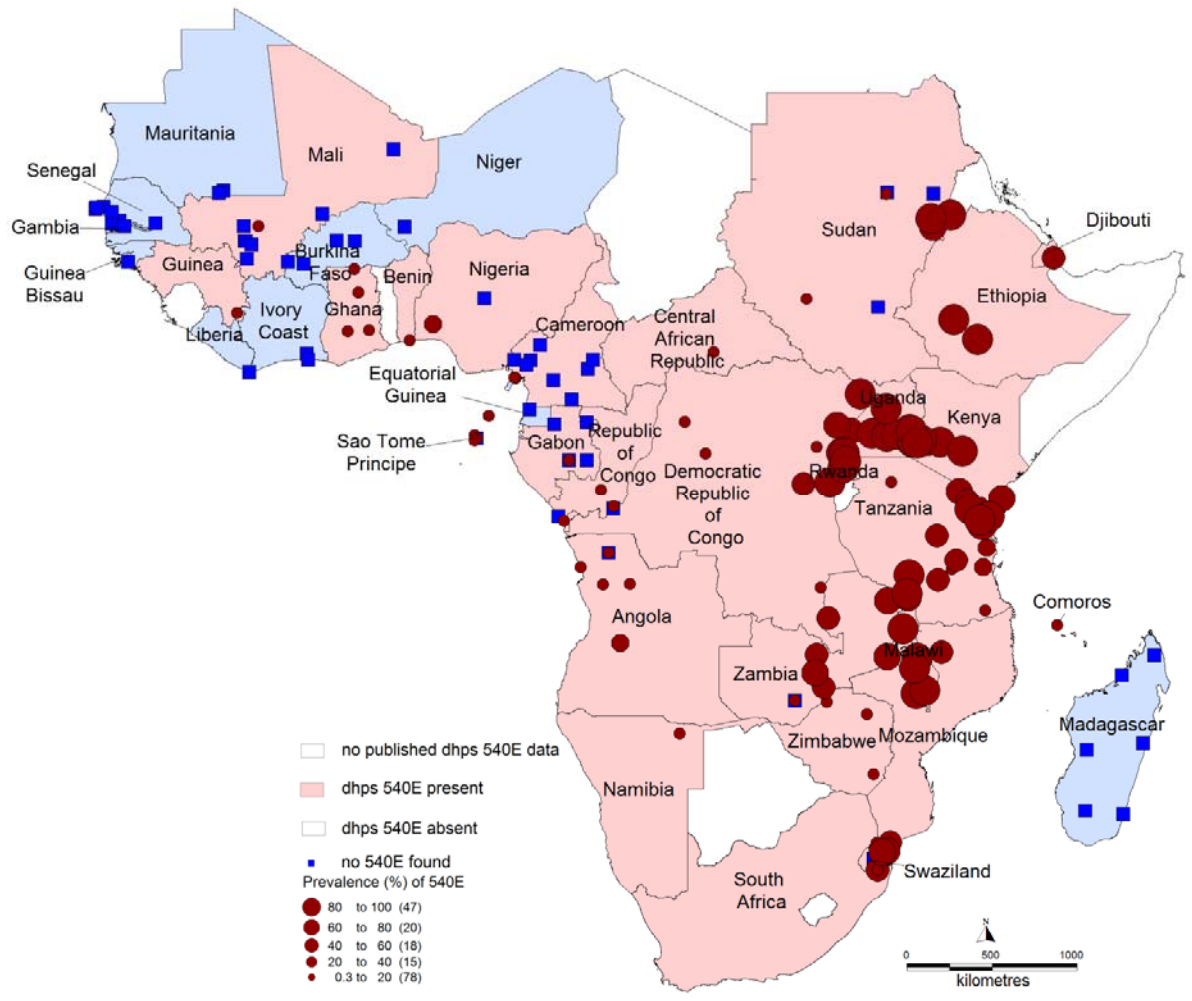 Mauritania
Mali
Niger
Senegal
Gambia
Guinea
Bissau
Guinea
Burkina
Faso
Benin
Nigeria
Ivory
Coast
Ghana
Liberia
Cameroon
Central
African
Republic
Sudan
Djibouti
Ethiopia
Equatorial
Guinea
Sao Tome
Principe
Gabon
Republic
of
Congo
Democratic
Republic
of
Congo
Uganda
Kenya
Rwanda
Tanzania
Angola
Comoros
Zambia
Malawi
Madagascar
Zimbabwe
Mozambique
Namibia
South
Africa
Swaziland
no published dhps 540E data
dhps 540E present
dhps 540E absent
no 540E found
Prevalence (%) of 540E
80 to 100 (47)
60 to 80 (20)
40 to 60 (18)
20 to 40 (15)
0.3 to 20 (78)
N
0 500 1000
kilometres